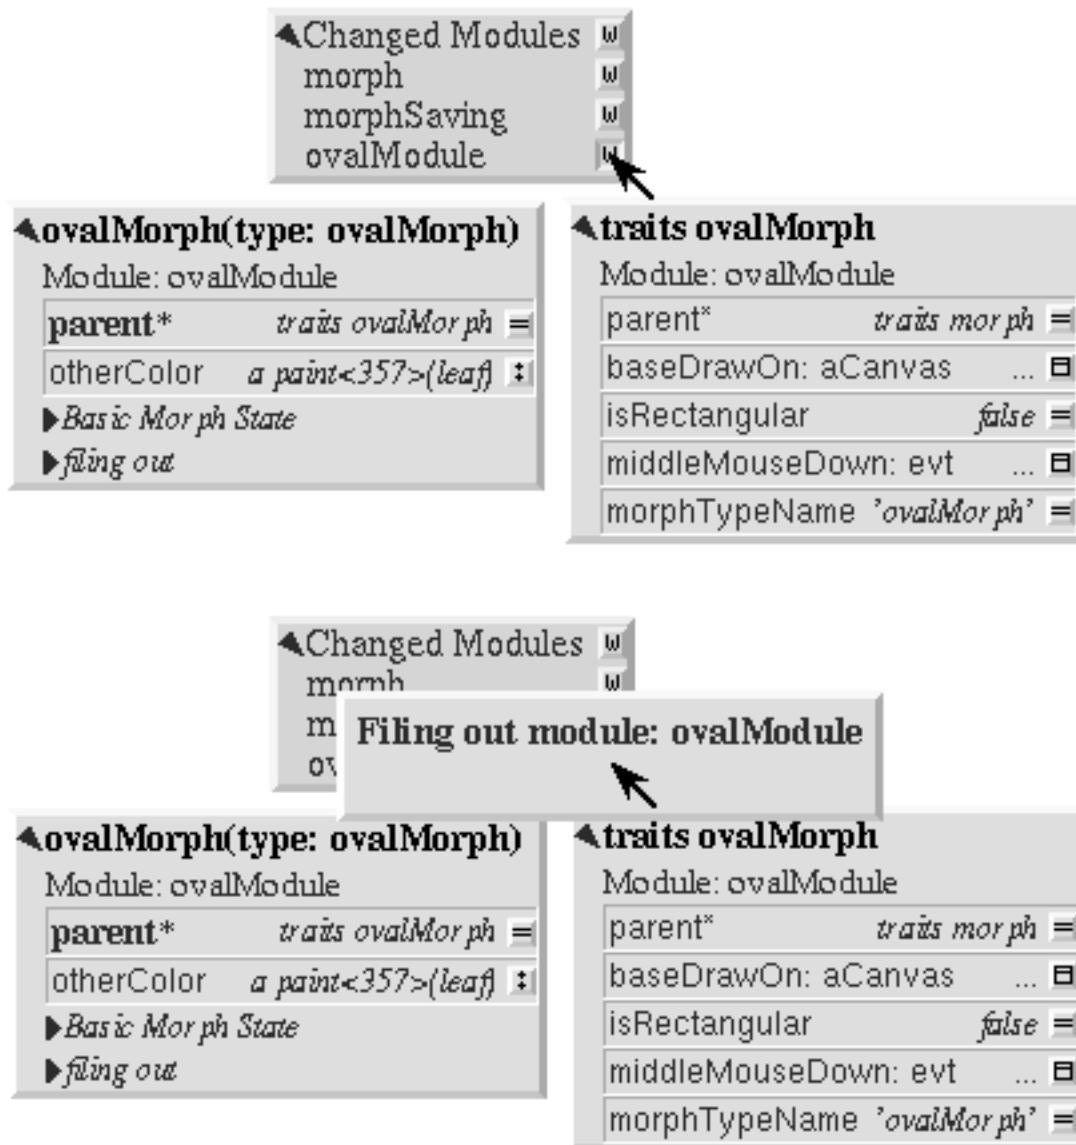 Changed Modules W
morph W
morphSaving W
ovalModule W
ovalMorph(type: ovalMorph)
Module: ovalModule
parent* traits ovalMorph =
otherColor a paint<357>(leaf) :
Basic Morph State
filing out
traits ovalMorph
Module: ovalModule
parent* traits morph =
baseDrawOn: aCanvas ...
isRectangular false =
middleMouseDown: evt ...
morphTypeName 'ovalMorph' =
Changed Modules W
morph W
m
ov
Filing out module: ovalModule
ovalMorph(type: ovalMorph)
Module: ovalModule
parent* traits ovalMorph =
otherColor a paint<357>(leaf) :
Basic Morph State
filing out
traits ovalMorph
Module: ovalModule
parent* traits morph =
baseDrawOn: aCanvas ...
isRectangular false =
middleMouseDown: evt ...
morphTypeName 'ovalMorph' =